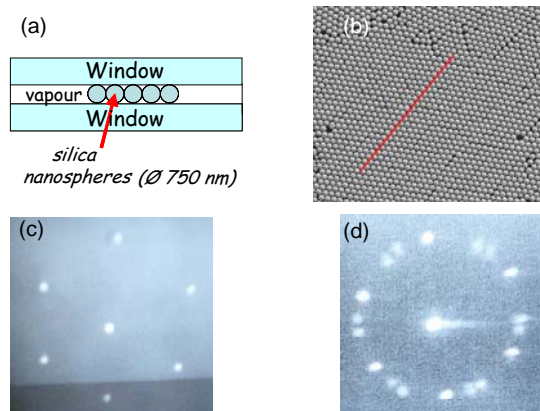 (a)
Window
vapour
Window
silica
nanospheres (Ø 750 nm)
(b)
(c)
(d)